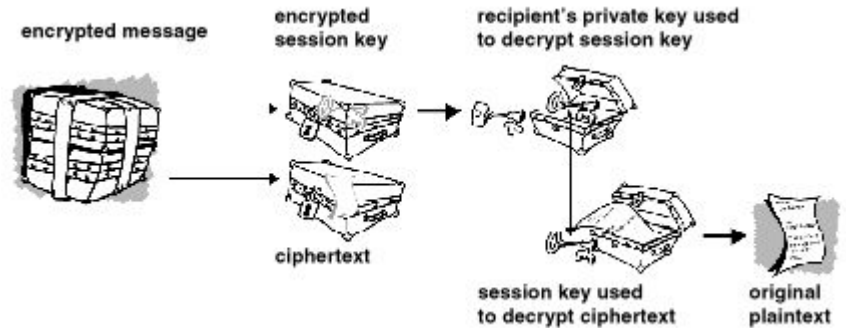 encrypted message
encrypted
session key
recipient's private key used
to decrypt session key
ciphertext
session key used
to decrypt ciphertext
original
plaintext